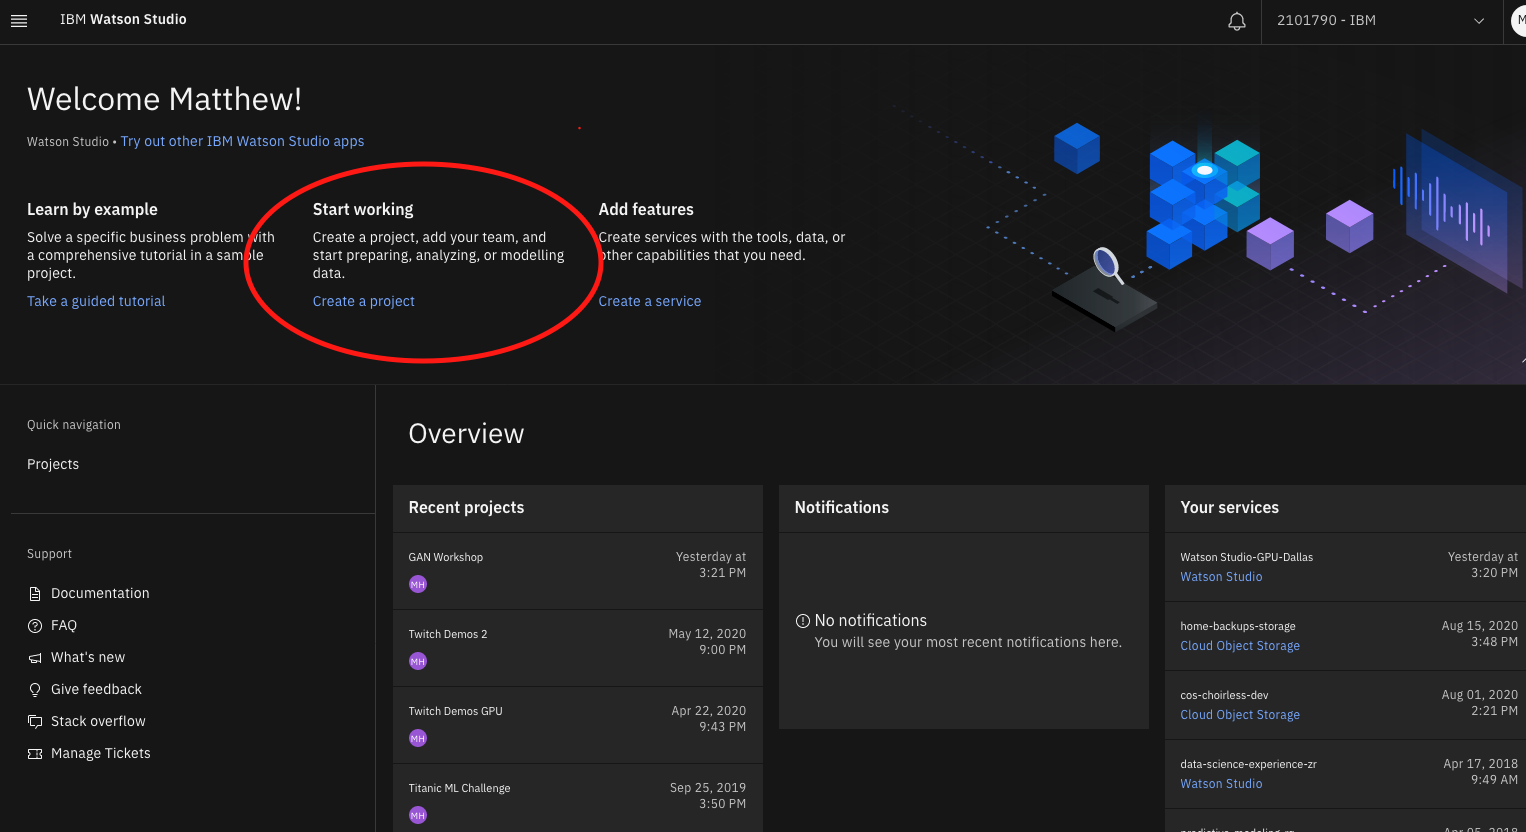 IBM Watson Studio
2101790 - IBM
M
Welcome Matthew!
Watson Studio • Try out other IBM Watson Studio apps
Learn by example
Solve a specific business problem with
a comprehensive tutorial in a sample
project.
Take a guided tutorial
Start working
Create a project, add your team, and
start preparing, analyzing, or modelling
data.
Create a project
Add features
Create services with the tools, data, or
other capabilities that you need.
Create a service
Quick navigation
Projects
Support
Documentation
FAQ
What's new
Give feedback
Stack overflow
Manage Tickets
Overview
Recent projects
GAN Workshop
Yesterday at
3:21 PM
MH
Twitch Demos 2
May 12, 2020
9:00 PM
MH
Twitch Demos GPU
Apr 22, 2020
9:43 PM
MH
Titanic ML Challenge
Sep 25, 2019
3:50 PM
MH
Notifications
No notifications
You will see your most recent notifications here.
Your services
Watson Studio-GPU-Dallas
Yesterday at
Watson Studio
3:20 PM
home-backups-storage
Aug 15, 2020
Cloud Object Storage
3:48 PM
cos-choirless-dev
Aug 01, 2020
Cloud Object Storage
2:21 PM
data-science-experience-zr
Apr 17, 2018
Watson Studio
9:49 AM